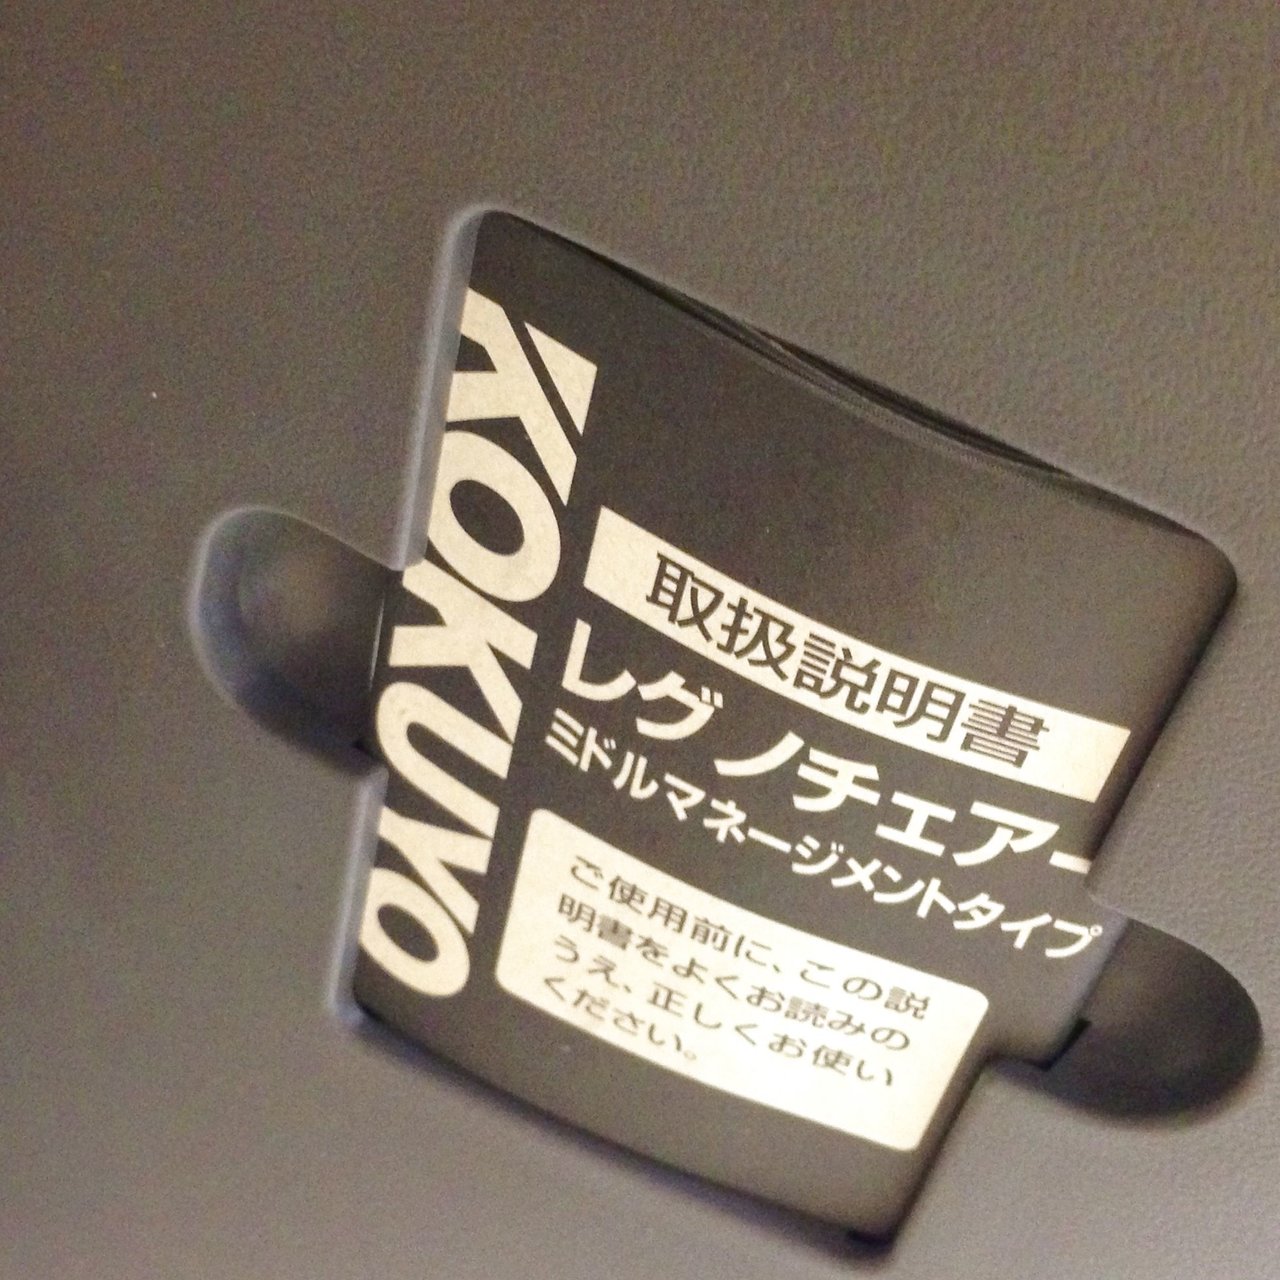 KOKUYO
取扱説明書
レグノチェアー
ミドルマネージメントタイプ
ご使用前に、この説
明書をよくお読みの
うえ、正しくお使い
ください。